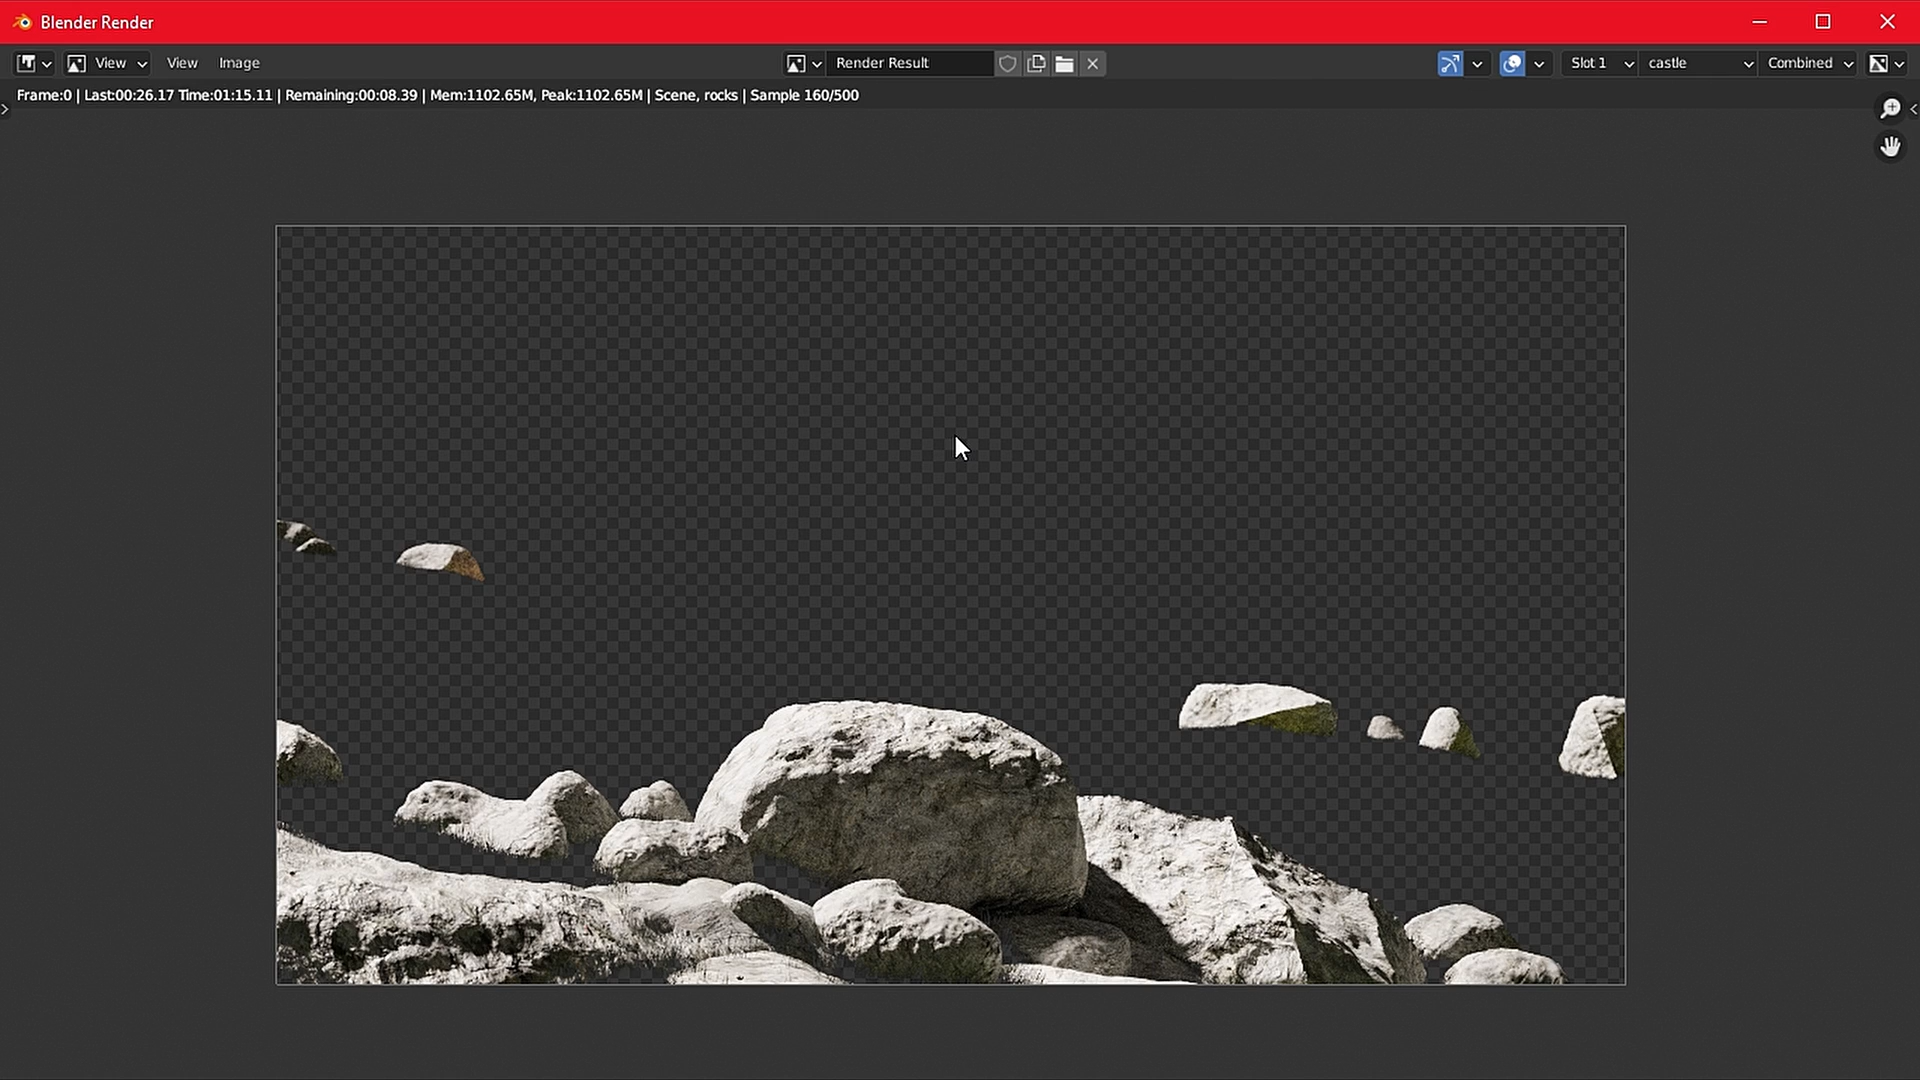 Blender Render
View View Image Render Result Slot 1 castle Combined
Frame:0 | Last:00:26.17 Time:01:15.11 | Remaining:00:08.39 | Mem:1102.65M, Peak:1102.65M | Scene, rocks | Sample 160/500